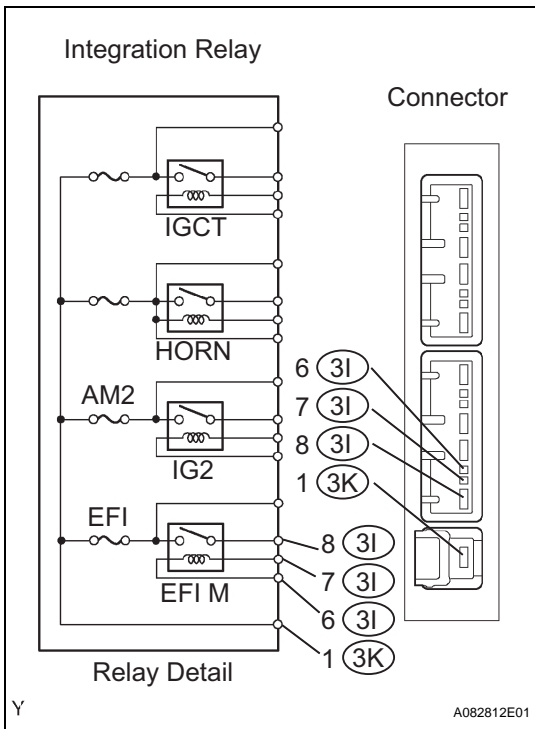 Integration Relay
Connector
IGCT
HORN
AM2
IG2
EFI
EFI M
6 3I
7 3I
8 3I
1 3K
8 3I
7 3I
6 3I
1 3K
Relay Detail
Y
A082812E01